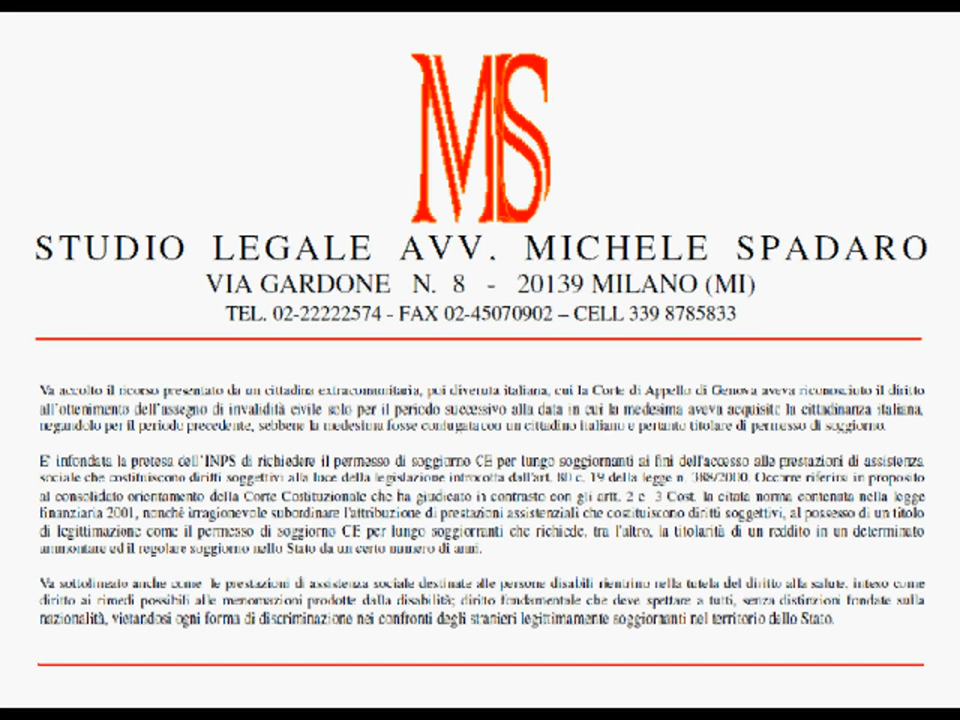 MS
STUDIO LEGALE AVV. MICHELE SPADARO
VIA GARDONE N. 8 - 20139 MILANO (MI)
TEL. 02-22222574 - FAX 02-45070902 – CELL 339 8785833
Va accolto il ricorso presentato da un cittadina extracomunitaria, poi divenuta italiana, cui la Corte di Appello di Genova aveva riconosciuto il diritto
all'ottenimento dell'assegno di invalidità civile solo per il periodo successivo alla data in cui la medesima aveva acquisito la cittadinanza italiana,
negandolo per il periodo precedente, sebbene la medesima fosse coniugata con un cittadino italiano e pertanto titolare di permesso di soggiorno.
E' infondata la pretesa dell'INPS di richiedere il permesso di soggiorno CE per lungo soggiornanti ai fini dell'accesso alle prestazioni di assistenza
sociale che costituiscono diritti soggettivi alla luce della legislazione introdotta dall'art. 80 c. 19 della legge n. 388/2000. Occorre riferirsi in proposito
al consolidato orientamento della Corte Costituzionale che ha giudicato in contrasto con gli artt. 2 e 3 Cost. la citata norma contenuta nella legge
finanziaria 2001, nonché irragionevole subordinare l'attribuzione di prestazioni assistenziali che costituiscono diritti soggettivi, al possesso di un titolo
di legittimazione come il permesso di soggiorno CE per lungo soggiornanti che richiede, tra l'altro, la titolarità di un reddito in un determinato
ammontare ed il regolare soggiorno nello Stato da un certo numero di anni.
Va sottolineato anche come le prestazioni di assistenza sociale destinate alle persone disabili rientrino nella tutela del diritto alla salute, inteso come
diritto ai rimedi possibili alle menomazioni prodotte dalla disabilità; diritto fondamentale che deve spettare a tutti, senza distinzioni fondate sulla
nazionalità, vietandosi ogni forma di discriminazione nei confronti degli stranieri legittimamente soggiornanti nel territorio dello Stato.